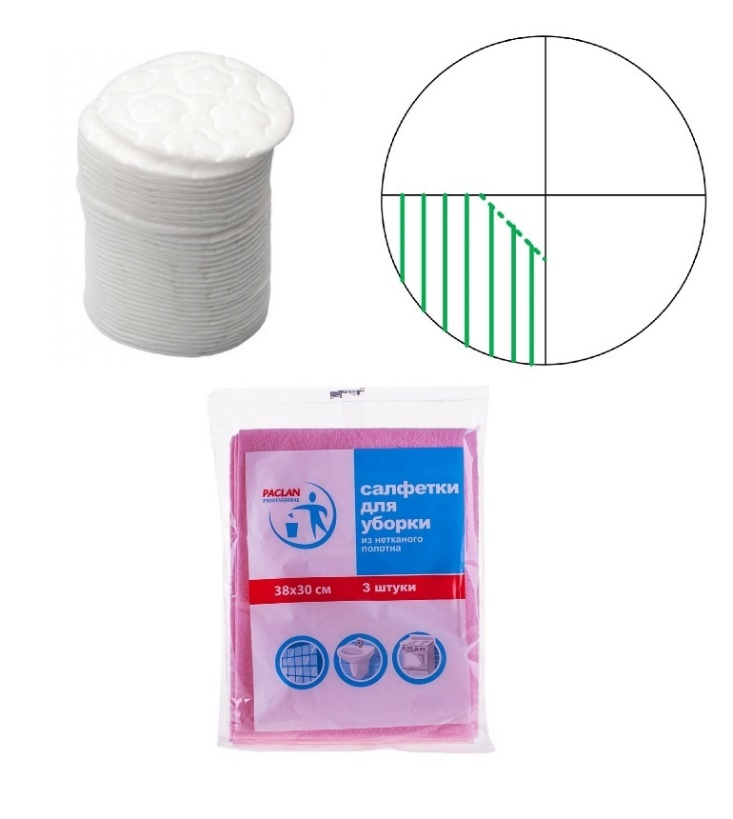 PACLAN
PROFESSIONAL
салфетки
для
уборки
из нетканого
полотна
38x30 см
3 штуки